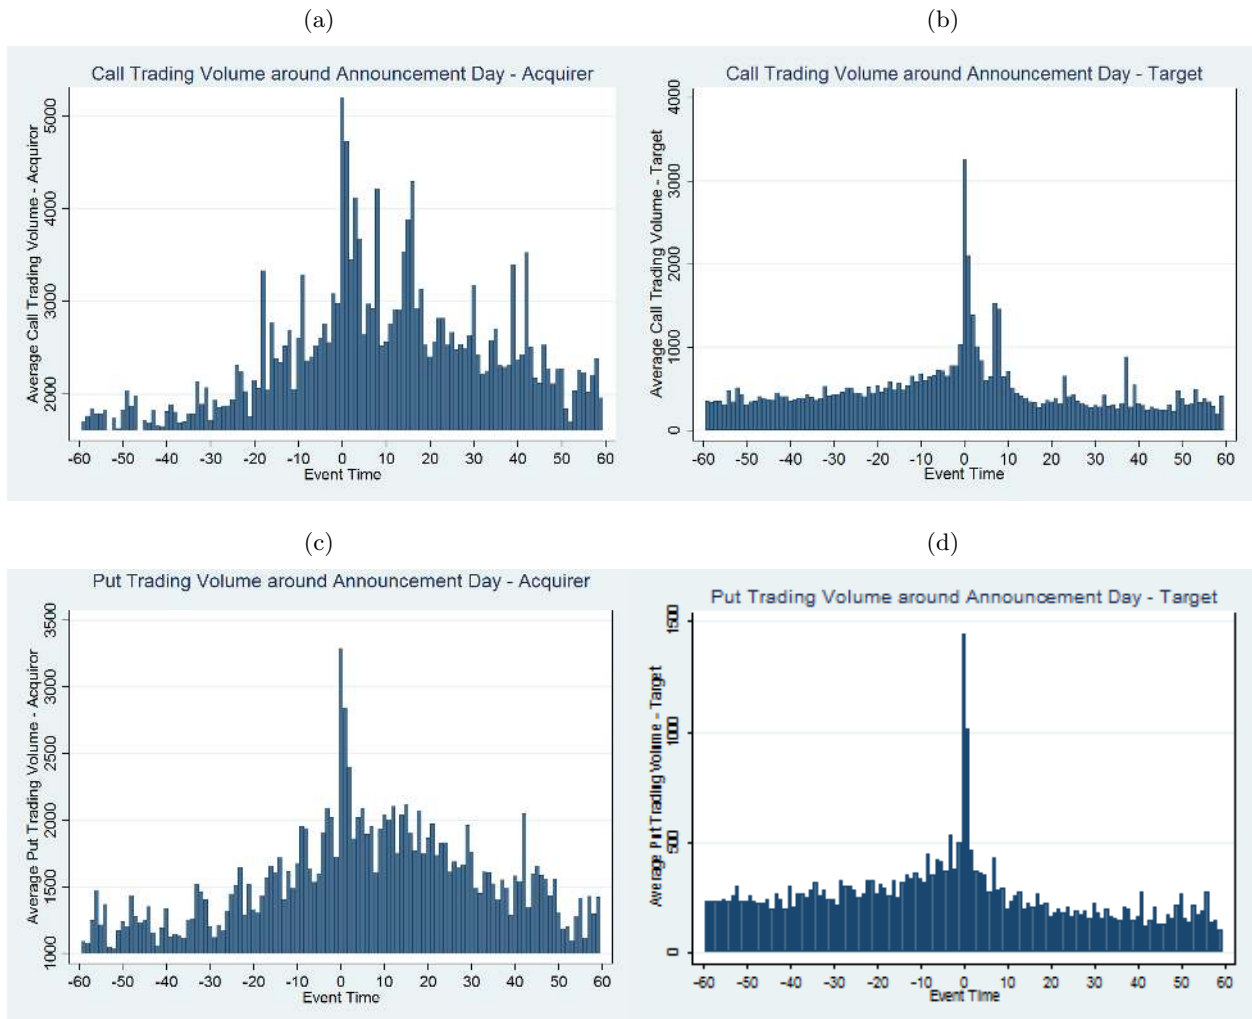 (a)
Call Trading Volume around Announcement Day - Acquirer
Average Call Trading Volume - Acquiror
5000
4000
3000
2000
-60 -50 -40 -30 -20 -10 0 10 20 30 40 50 60
Event Time
(b)
Call Trading Volume around Announcement Day - Target
Average Call Trading Volume - Target
4000
3000
2000
1000
0
-60 -50 -40 -30 -20 -10 0 10 20 30 40 50 60
Event Time
(c)
Put Trading Volume around Announcement Day - Acquirer
Average Put Trading Volume - Acquiror
3500
3000
2500
2000
1500
1000
-60 -50 -40 -30 -20 -10 0 10 20 30 40 50 60
Event Time
(d)
Put Trading Volume around Announcement Day - Target
Average Put Trading Volume - Target
1500
1000
500
0
-60 -50 -40 -30 -20 -10 0 10 20 30 40 50 60
Event Time